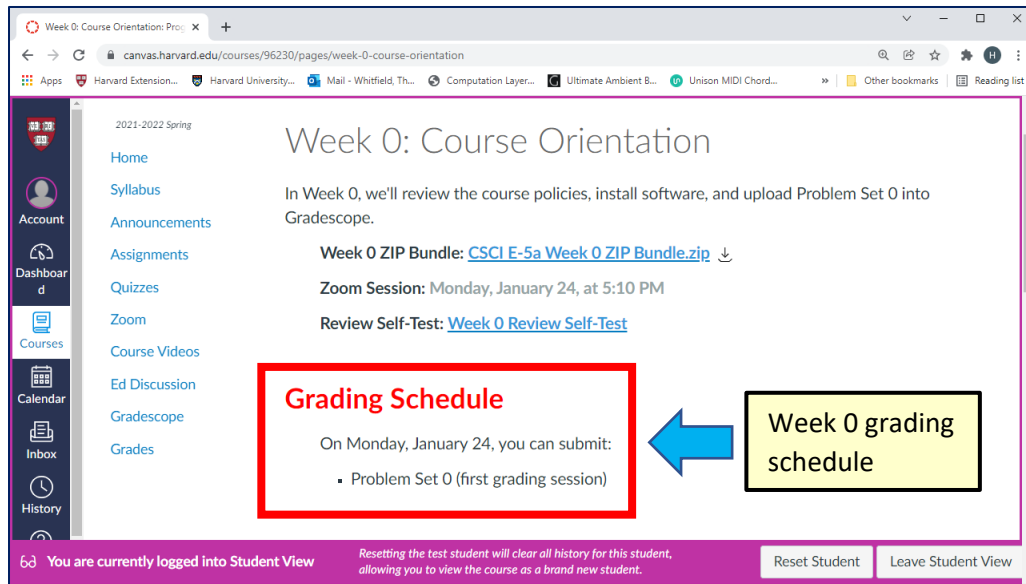 Week 0: Course Orientation: Prog
canvas.harvard.edu/courses/96230/pages/week-0-course-orientation
H
Apps
Harvard Extension...
Harvard University...
Mail - Whitfield, Th...
Computation Layer...
Ultimate Ambient B...
Unison MIDI Chord...
»
Other bookmarks
Reading list
Account
Dashboar
d
Courses
Calendar
Inbox
History
2021-2022 Spring
Home
Syllabus
Announcements
Assignments
Quizzes
Zoom
Course Videos
Ed Discussion
Gradescope
Grades
Week 0: Course Orientation
In Week 0, we'll review the course policies, install software, and upload Problem Set 0 into
Gradescope.
Week 0 ZIP Bundle: CSCI E-5a Week 0 ZIP Bundle.zip
Zoom Session: Monday, January 24, at 5:10 PM
Review Self-Test: Week 0 Review Self-Test
Grading Schedule
On Monday, January 24, you can submit:
▪ Problem Set 0 (first grading session)
Week 0 grading
schedule
You are currently logged into Student View
Resetting the test student will clear all history for this student,
allowing you to view the course as a brand new student.
Reset Student
Leave Student View